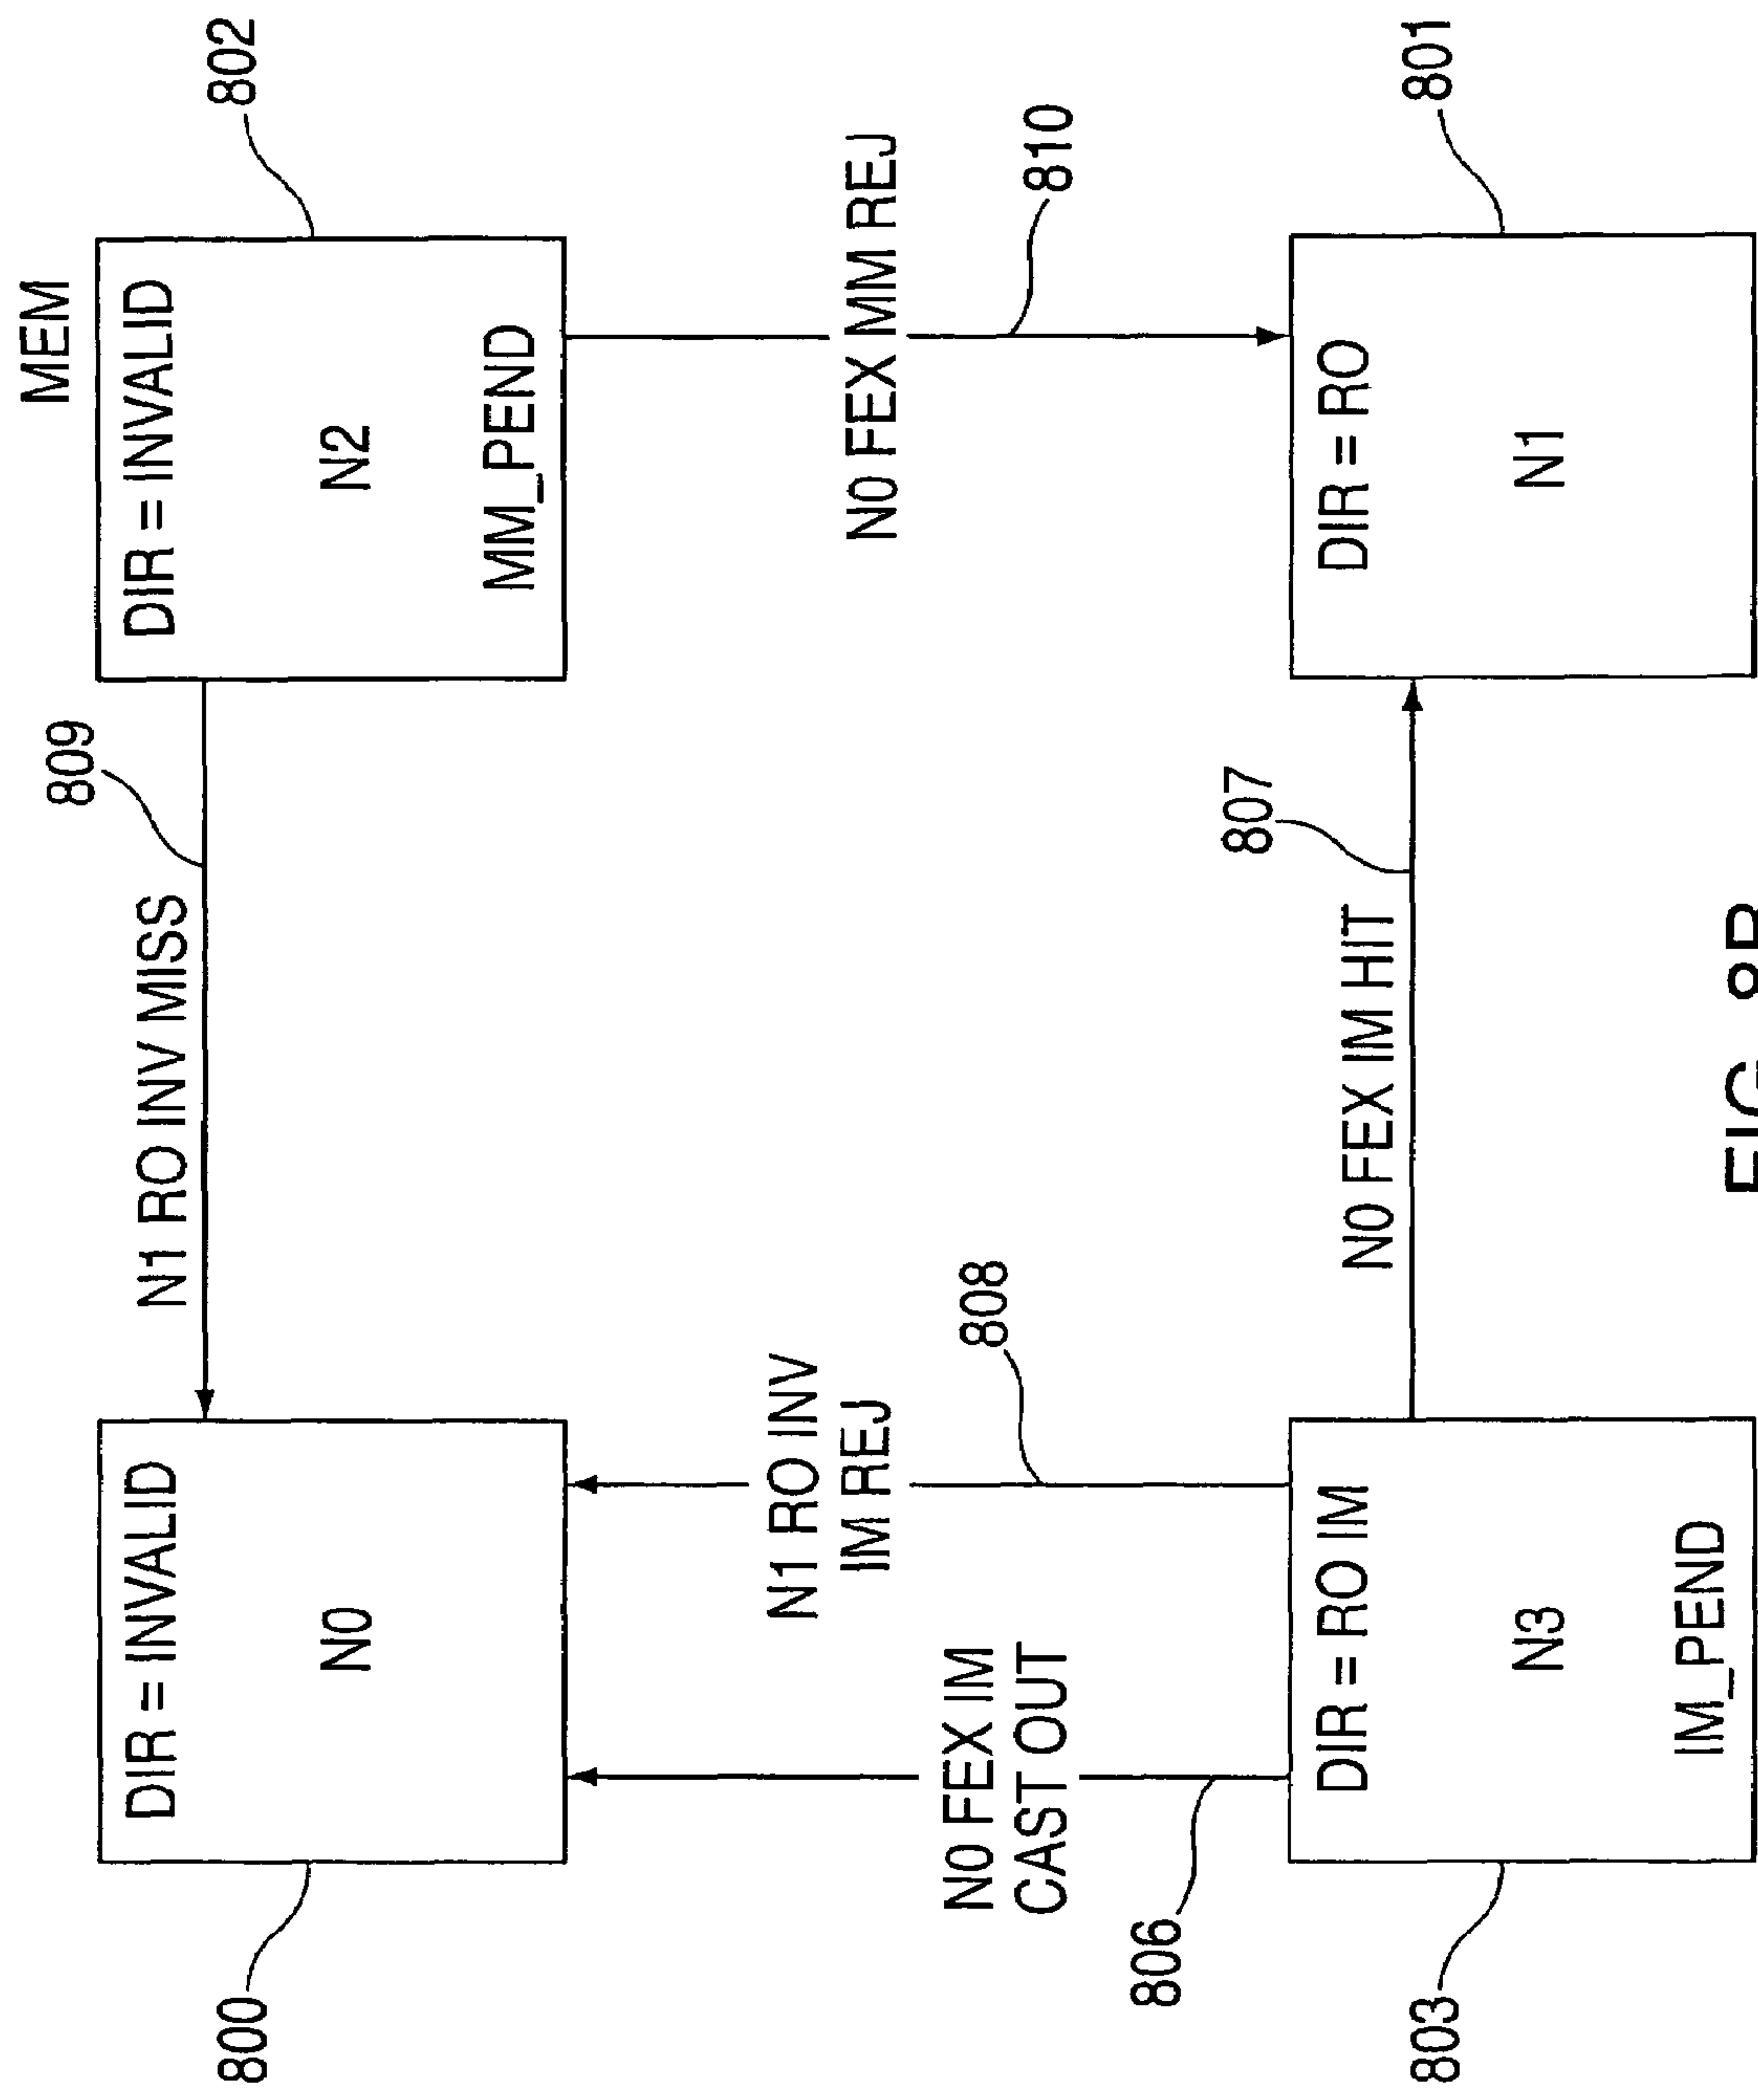 MEM
809
DIR = INVALID
N1 RO INV MISS
DIR = INVALID
800
802
N0
N2
MM_PEND
N1 RO INV
IM REJ
N0 FEX MM REJ
N0 FEX IM
CAST OUT
808
810
806
807
DIR = RO IM
N0 FEX IM HIT
DIR = RO
803
801
N3
N1
IM_PEND